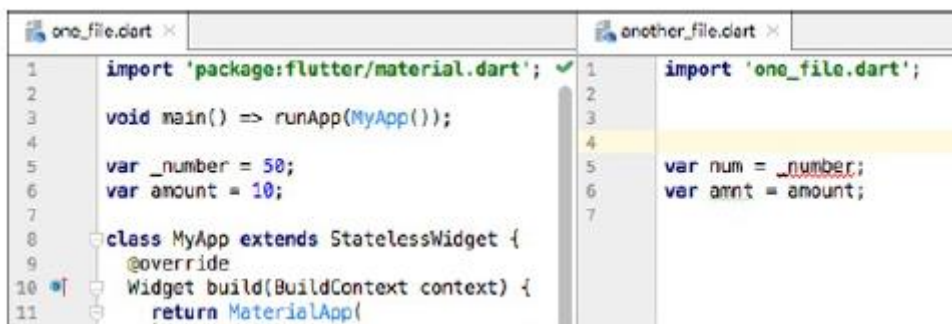 one_file.dart
1 import 'package:flutter/material.dart';
2
3 void main() => runApp(MyApp());
4
5 var _number = 50;
6 var amount = 10;
7
8 class MyApp extends StatelessWidget {
9 @override
10 Widget build(BuildContext context) {
11 return MaterialApp(
another_file.dart
1 import 'one_file.dart';
2
3
4
5 var num = _number;
6 var amnt = amount;
7